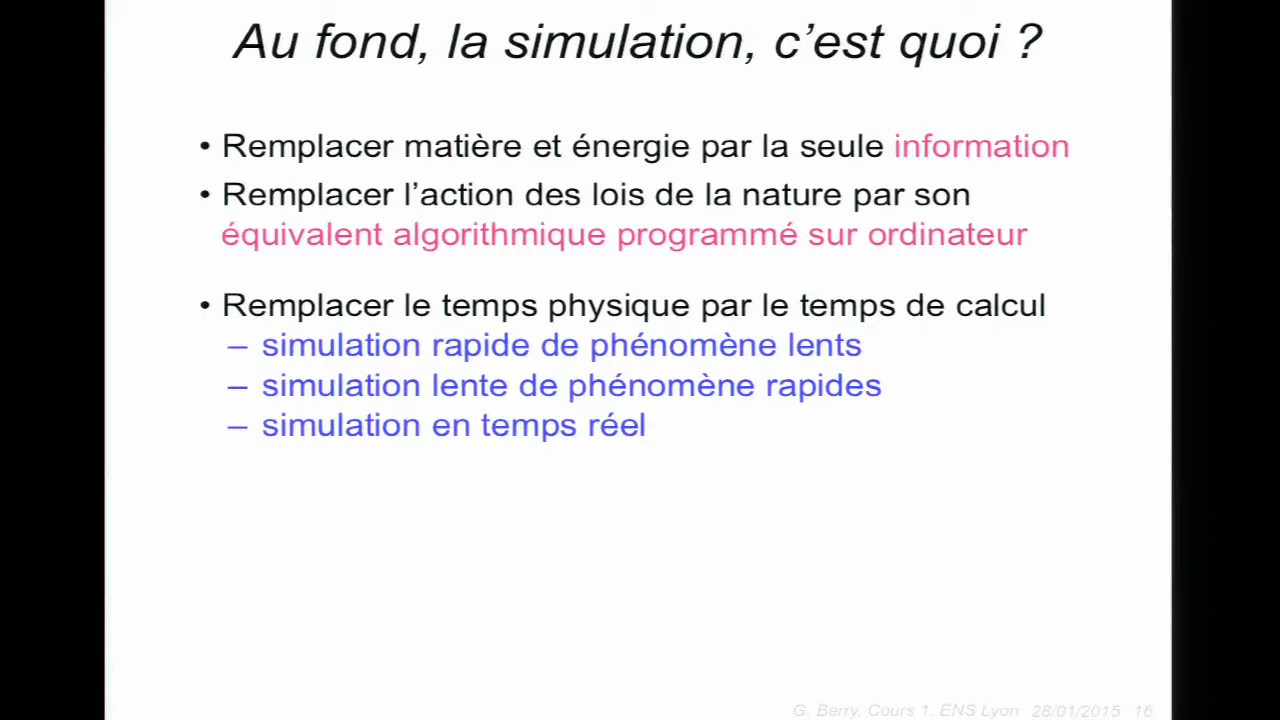 Au fond, la simulation, c'est quoi ?
• Remplacer matière et énergie par la seule information
• Remplacer l'action des lois de la nature par son
équivalent algorithmique programmé sur ordinateur
• Remplacer le temps physique par le temps de calcul
– simulation rapide de phénomène lents
– simulation lente de phénomène rapides
– simulation en temps réel
G. Berry, Cours 1, ENS Lyon 28/01/2015 16